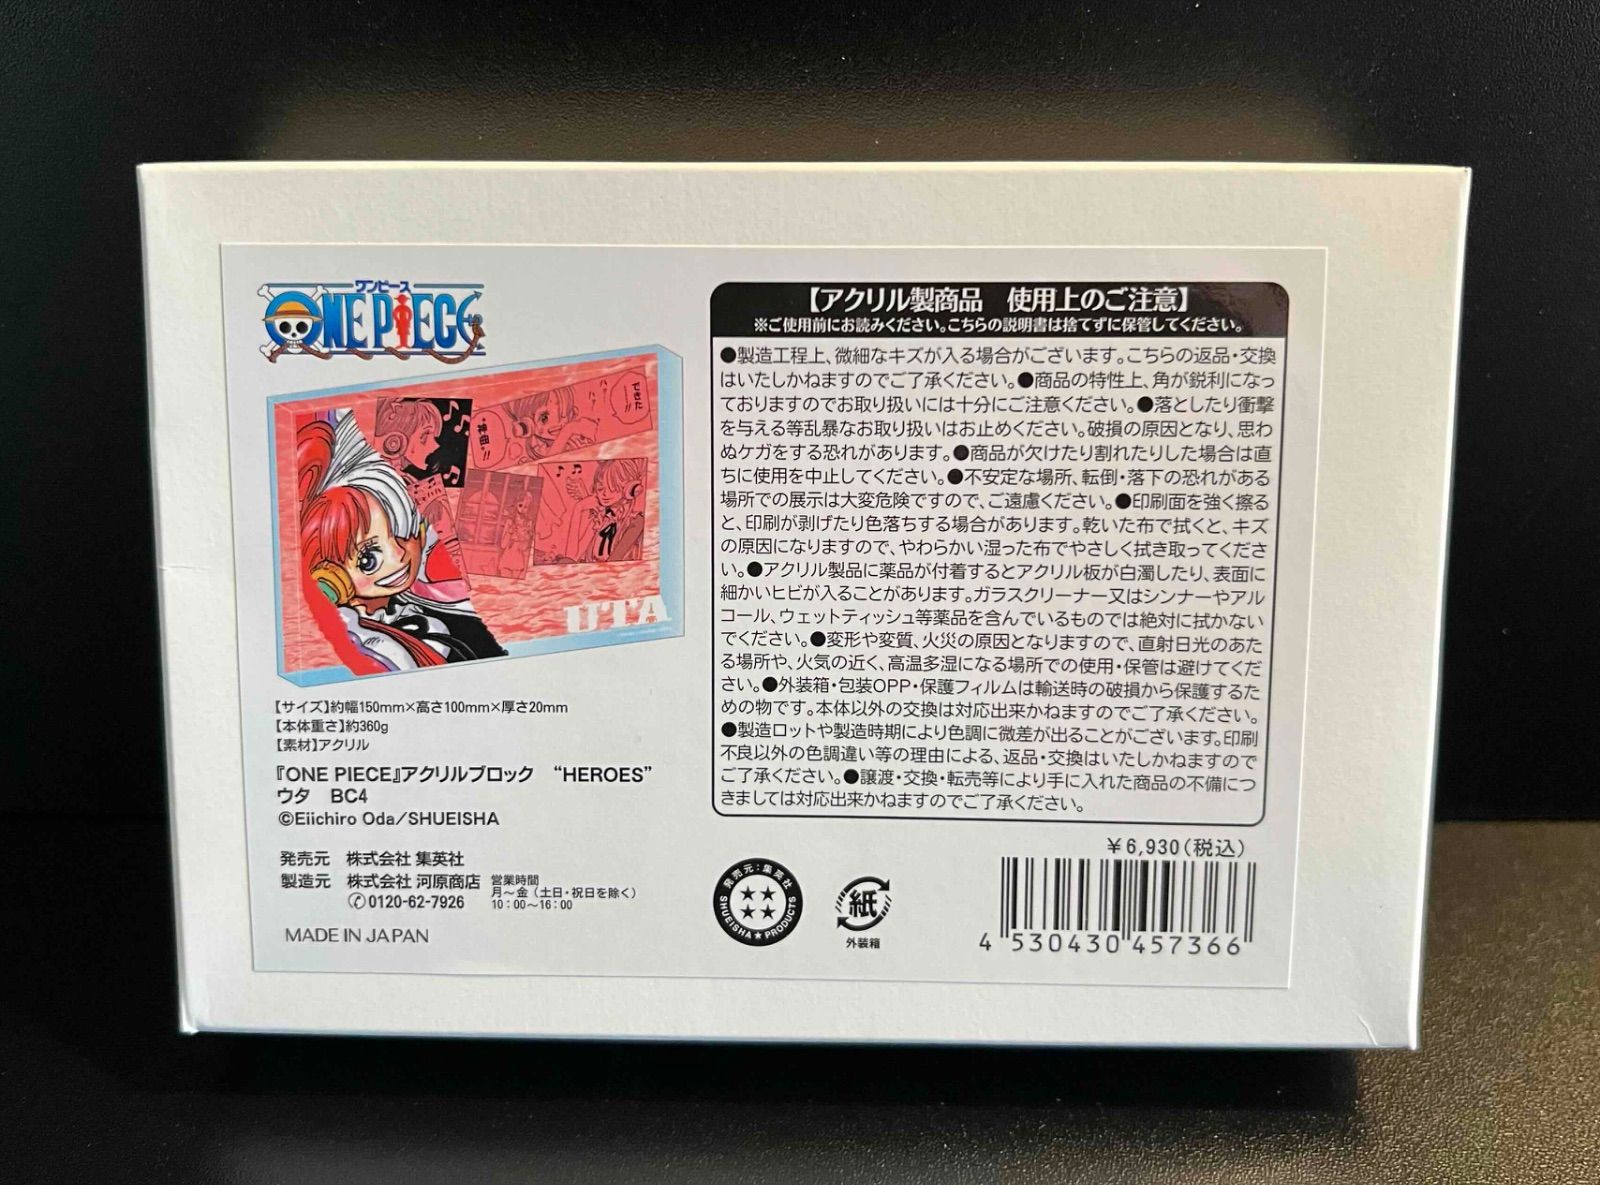 ワンピース
ONE PIECE
できた
ーー!!
ハァ!
ハァ!
"神曲"!!
UTA
【サイズ】約幅150mm×高さ100mm×厚さ20mm
【本体重さ】約360g
【素材】アクリル
『ONE PIECE』アクリルブロック “HEROES”
ウタ BC4
©Eiichiro Oda/SHUEISHA
発売元 株式会社 集英社
製造元 株式会社 河原商店 営業時間
月～金（土日・祝日を除く）
0120-62-7926 10：00～16：00
MADE IN JAPAN
【アクリル製商品 使用上のご注意】
※ご使用前にお読みください。こちらの説明書は捨てずに保管してください。
●製造工程上、微細なキズが入る場合がございます。こちらの返品・交換
はいたしかねますのでご了承ください。●商品の特性上、角が鋭利になっ
ておりますのでお取り扱いには十分にご注意ください。●落としたり衝撃
を与える等乱暴なお取り扱いはお止めください。破損の原因となり、思わ
ぬケガをする恐れがあります。●商品が欠けたり割れたりした場合は直
ちに使用を中止してください。●不安定な場所、転倒・落下の恐れがある
場所での展示は大変危険ですので、ご遠慮ください。●印刷面を強く擦る
と、印刷が剥げたり色落ちする場合があります。乾いた布で拭くと、キズ
の原因になりますので、やわらかい湿った布でやさしく拭き取ってくださ
い。●アクリル製品に薬品が付着するとアクリル板が白濁したり、表面に
細かいヒビが入ることがあります。ガラスクリーナー又はシンナーやアル
コール、ウェットティッシュ等薬品を含んでいるものでは絶対に拭かない
でください。●変形や変質、火災の原因となりますので、直射日光のあた
る場所や、火気の近く、高温多湿になる場所での使用・保管は避けてくだ
さい。●外装箱・包装OPP・保護フィルムは輸送時の破損から保護するた
めの物です。本体以外の交換は対応出来かねますのでご了承ください。
●製造ロットや製造時期により色調に微差が出ることがございます。印刷
不良以外の色調違い等の理由による、返品・交換はいたしかねますので
ご了承ください。●譲渡・交換・転売等により手に入れた商品の不備につ
きましては対応出来かねますのでご了承ください。
￥6,930(税込)
発売元：集英社
SHUEISHA★PRODUCTS
紙
外装箱
4 530430 457366